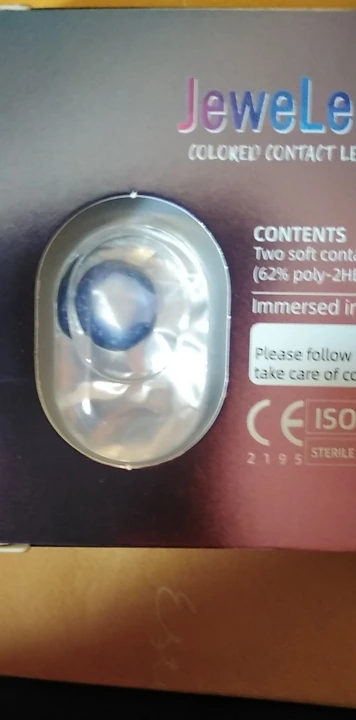 JeweLe
COLORED CONTACT LE
CONTENTS
Two soft conta
(62% poly-2HE
Immersed in
Please follow
take care of co
CE ISO
2195 STERILE